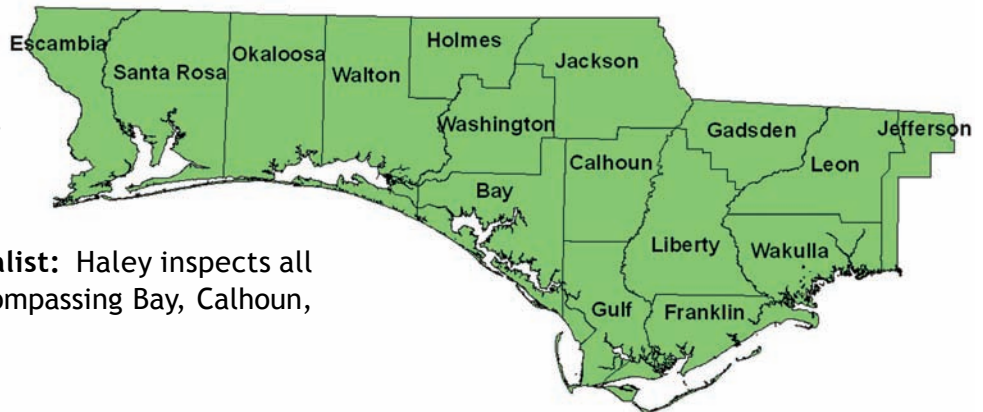 Escambia
Santa Rosa
Okaloosa
Walton
Holmes
Jackson
Washington
Bay
Calhoun
Gadsden
Leon
Jefferson
Liberty
Wakulla
Gulf
Franklin
alist: Haley inspects all
compassing Bay, Calhoun,